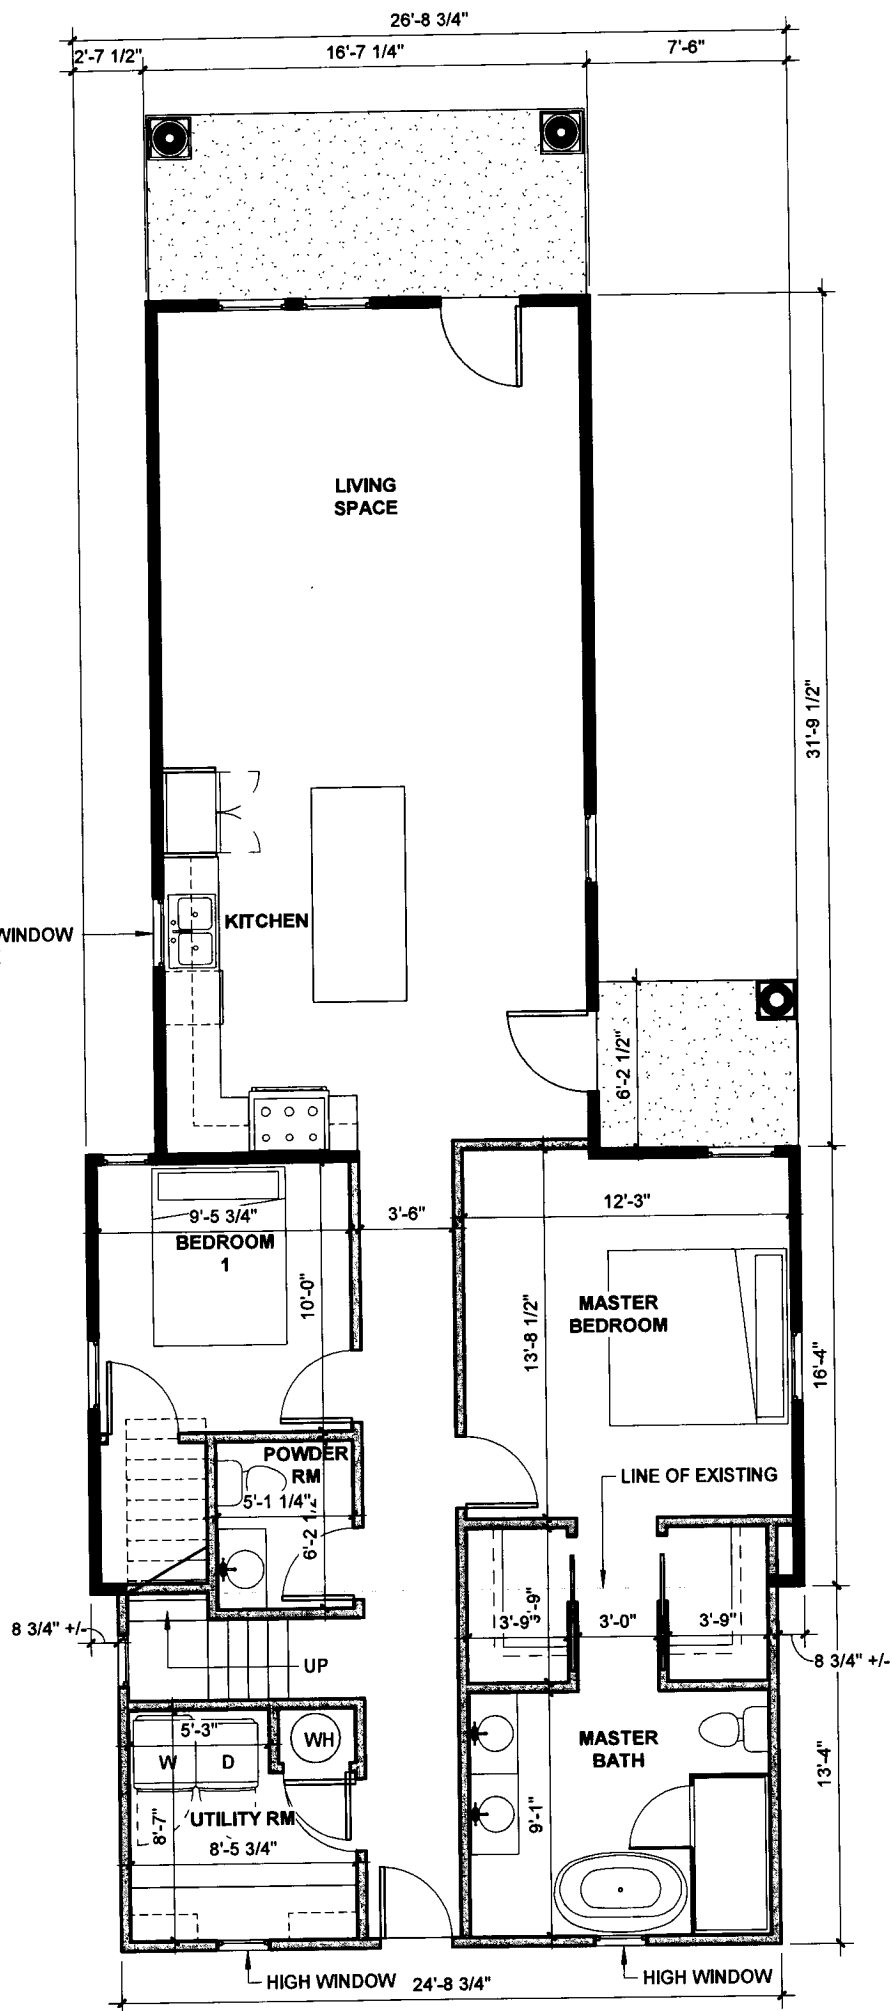 26'-8 3/4"
2'-7 1/2"
16'-7 1/4"
7'-6"
LIVING
SPACE
31'-9 1/2"
WINDOW
KITCHEN
6'-2 1/2"
9'-5 3/4"
3'-6"
12'-3"
BEDROOM
1
10'-0"
13'-8 1/2"
MASTER
BEDROOM
16'-4"
POWDER
RM
5'-1 1/4"
6'-2 1/2"
LINE OF EXISTING
8 3/4" +/-
3'-9"
3'-9"
3'-0"
3'-9"
8 3/4" +/-
UP
5'-3"
WH
W
D
MASTER
BATH
13'-4"
UTILITY RM
8'-7"
8'-5 3/4"
9'-1"
HIGH WINDOW
24'-8 3/4"
HIGH WINDOW